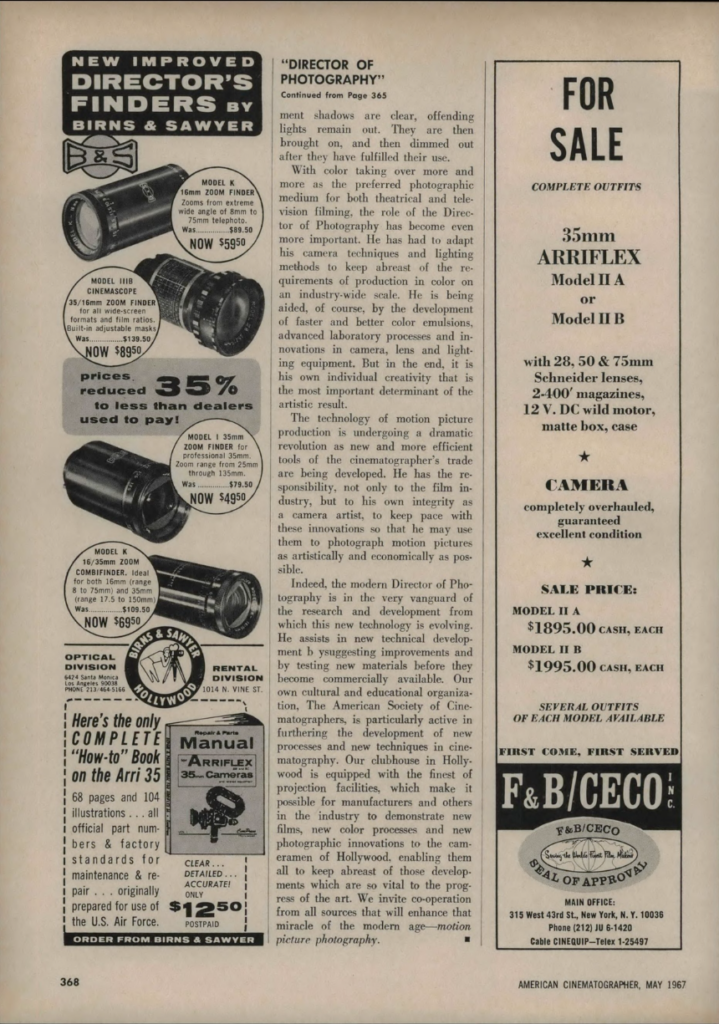 NEW IMPROVED
DIRECTOR'S
FINDERS BY
BIRNS & SAWYER
B&S
MODEL K
16mm ZOOM FINDER
Zooms from extreme
wide angle of 8mm to
75mm telephoto.
Was..........$89.50
NOW $59.50
MODEL IIIB
CINEMASCOPE
35/16mm ZOOM FINDER
for all wide-screen
formats and film ratios.
Built-in adjustable masks
Was..............$139.50
NOW $89.50
prices
reduced 35%
to less than dealers
used to pay!
MODEL I 35mm
ZOOM FINDER for
professional 35mm.
Zoom range from 25mm
through 135mm.
Was..............$79.50
NOW $49.50
MODEL K
16/35mm ZOOM
COMBIFINDER. Ideal
for both 16mm (range
8 to 75mm) and 35mm
(range 17.5 to 150mm)
Was..........$109.50
NOW $69.50
OPTICAL
DIVISION
6424 Santa Monica
Los Angeles 90038
PHONE 213/464-5166
BIRNS & SAWYER
HOLLYWOOD
RENTAL
DIVISION
1014 N. VINE ST.
Here's the only
COMPLETE
"How-to" Book
on the Arri 35
68 pages and 104
illustrations . . . all
official part num-
bers & factory
standards for
maintenance & re-
pair . . . originally
prepared for use of
the U.S. Air Force.
Repair & Parts
Manual
ARRIFLEX
35mm Cameras
CLEAR...
DETAILED...
ACCURATE!
ONLY
$12.50
POSTPAID
ORDER FROM BIRNS & SAWYER
"DIRECTOR OF
PHOTOGRAPHY"
Continued from Page 365
ment shadows are clear, offending
lights remain out. They are then
brought on, and then dimmed out
after they have fulfilled their use.
With color taking over more and
more as the preferred photographic
medium for both theatrical and tele-
vision filming, the role of the Direc-
tor of Photography has become even
more important. He has had to adapt
his camera techniques and lighting
methods to keep abreast of the re-
quirements of production in color on
an industry-wide scale. He is being
aided, of course, by the development
of faster and better color emulsions,
advanced laboratory processes and in-
novations in camera, lens and light-
ing equipment. But in the end, it is
his own individual creativity that is
the most important determinant of the
artistic result.
The technology of motion picture
production is undergoing a dramatic
revolution as new and more efficient
tools of the cinematographer's trade
are being developed. He has the re-
sponsibility, not only to the film in-
dustry, but to his own integrity as
a camera artist, to keep pace with
these innovations so that he may use
them to photograph motion pictures
as artistically and economically as pos-
sible.
Indeed, the modern Director of Pho-
tography is in the very vanguard of
the research and development from
which this new technology is evolving.
He assists in new technical develop-
ment b ysuggesting improvements and
by testing new materials before they
become commercially available. Our
own cultural and educational organiza-
tion, The American Society of Cine-
matographers, is particularly active in
furthering the development of new
processes and new techniques in cine-
matography. Our clubhouse in Holly-
wood is equipped with the finest of
projection facilities, which make it
possible for manufacturers and others
in the industry to demonstrate new
films, new color processes and new
photographic innovations to the cam-
eramen of Hollywood, enabling them
all to keep abreast of those develop-
ments which are so vital to the prog-
ress of the art. We invite co-operation
from all sources that will enhance that
miracle of the modern age—motion
picture photography. ■
FOR
SALE
COMPLETE OUTFITS
35mm
ARRIFLEX
Model II A
or
Model II B
with 28, 50 & 75mm
Schneider lenses,
2-400' magazines,
12 V. DC wild motor,
matte box, case
★
CAMERA
completely overhauled,
guaranteed
excellent condition
★
SALE PRICE:
MODEL II A
$1895.00 CASH, EACH
MODEL II B
$1995.00 CASH, EACH
SEVERAL OUTFITS
OF EACH MODEL AVAILABLE
FIRST COME, FIRST SERVED
F&B/CECO INC.
F&B/CECO
Serving the World's Finest Film Makers
SEAL OF APPROVAL
MAIN OFFICE:
315 West 43rd St., New York, N. Y. 10036
Phone (212) JU 6-1420
Cable CINEQUIP—Telex 1-25497
368
AMERICAN CINEMATOGRAPHER, MAY 1967